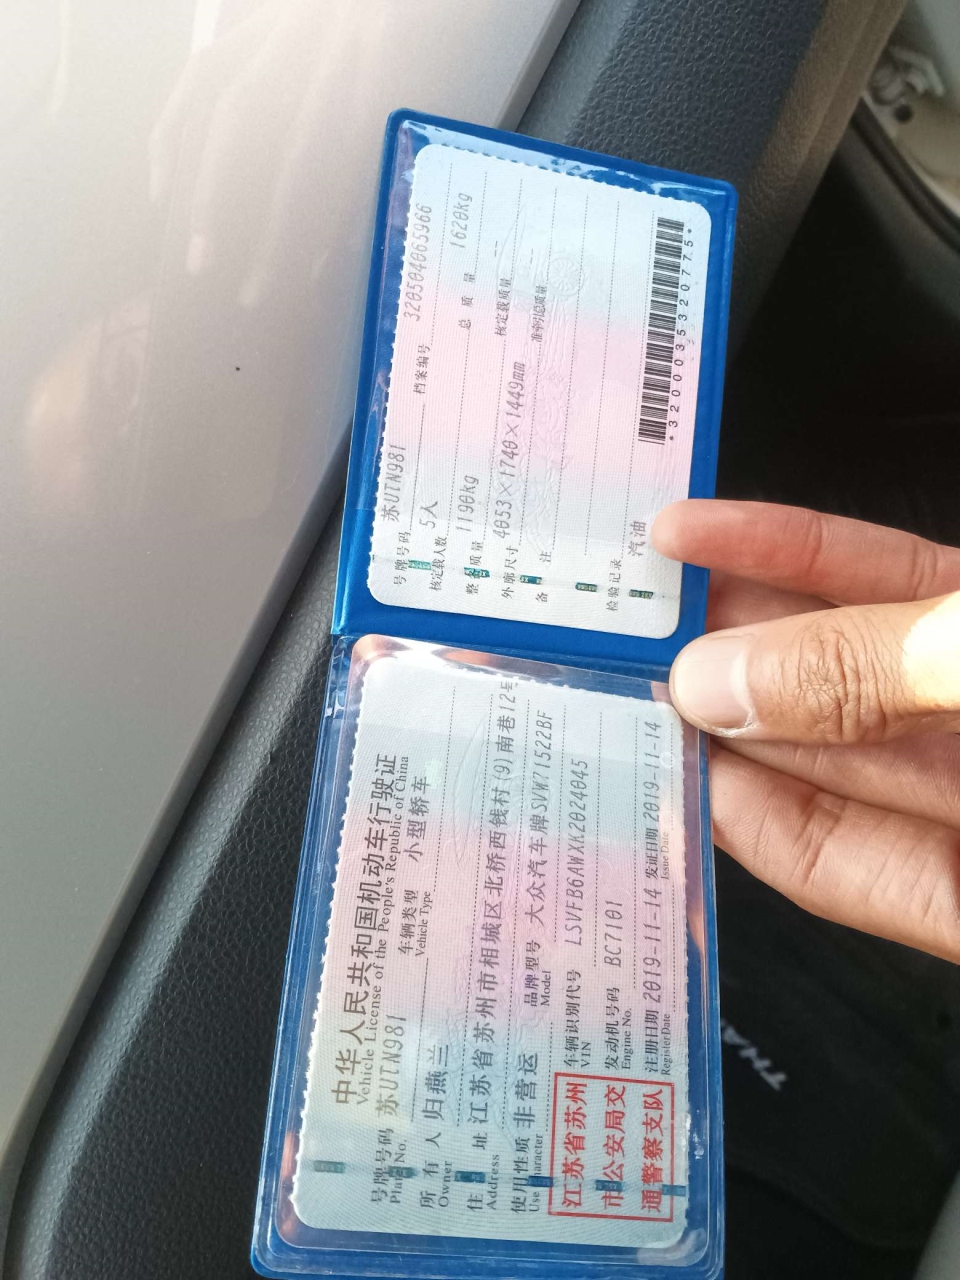 中华人民共和国机动车行驶证
Vehicle License of the People's Republic of China
号牌号码 苏UTN981 车辆类型 小型轿车
Plate No. Vehicle Type
所有人 归燕兰
Owner
住址 江苏省苏州市相城区北桥西钱村(9)南巷12号
Address
使用性质 非营运 品牌型号 大众汽车牌SVW71522BF
Use Character Model
江苏省苏州
市公安局交
通警察支队
车辆识别代号 LSVFB6AWXK2024045
VIN
发动机号码 BC7101
Engine No.
注册日期 2019-11-14 发证日期 2019-11-14
Register Date Issue Date
号牌号码 苏UTN981 档案编号 320504065966
核定载人数 5人 总质量 1620kg
整备质量 1190kg 核定载质量 --
外廓尺寸 4053×1740×1449mm 准牵引总质量 --
备注
检验记录 汽油
*3200035320775*
THA